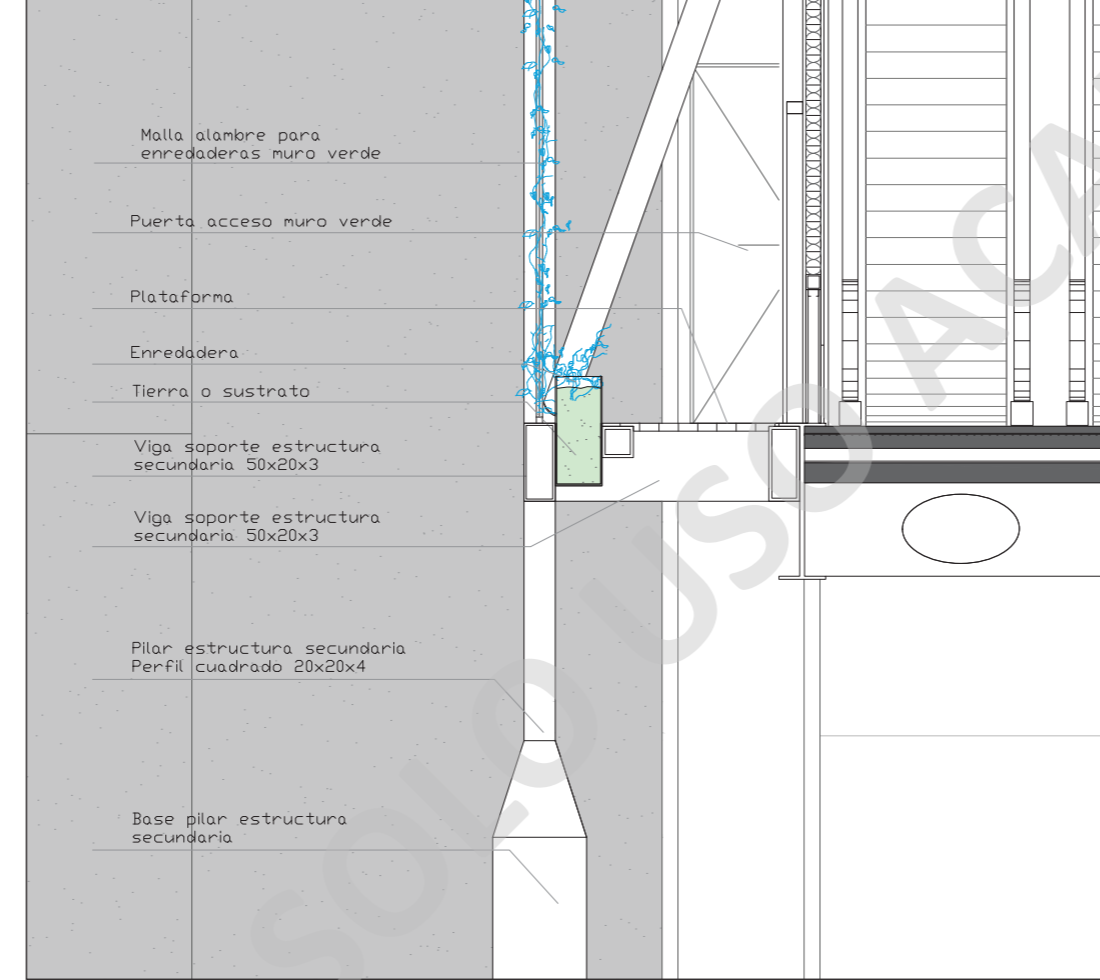 Malla alambre para
enredaderas muro verde
Puerta acceso muro verde
Plataforma
Enredadera
Tierra o sustrato
Viga soporte estructura
secundaria 50x20x3
Viga soporte estructura
secundaria 50x20x3
Pilar estructura secundaria
Perfil cuadrado 20x20x4
Base pilar estructura
secundaria
SOLO USO ACA